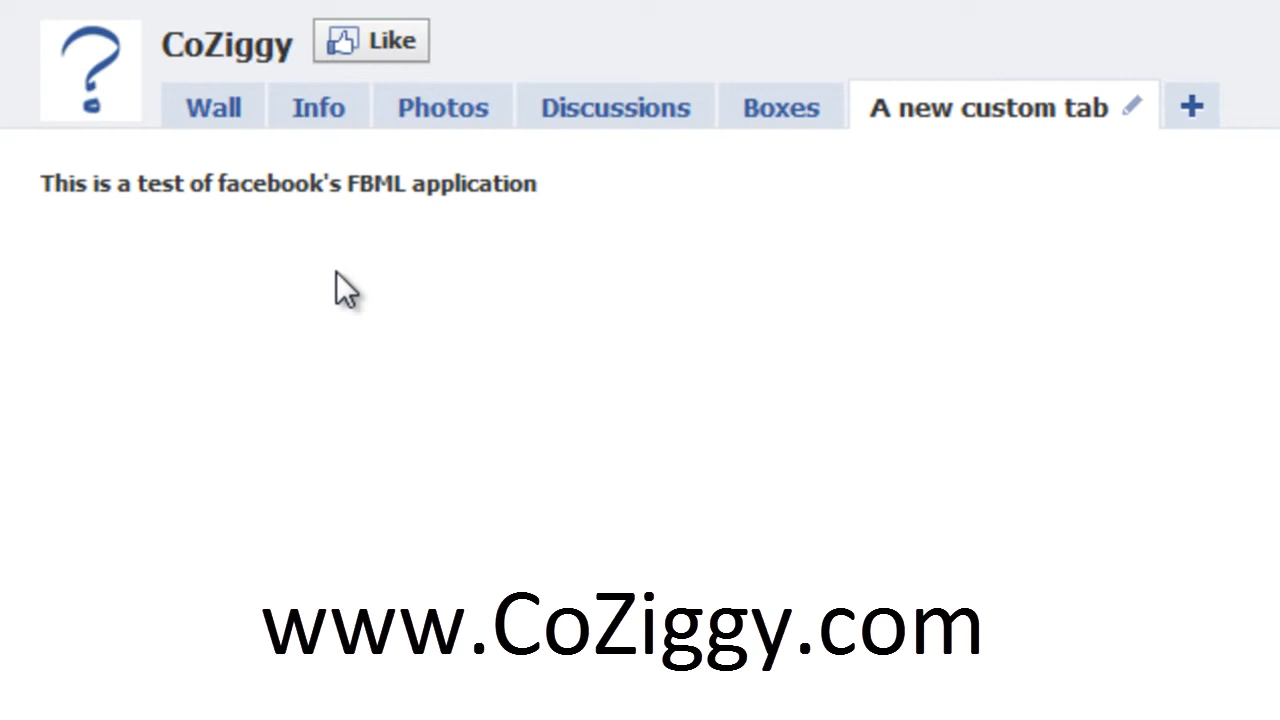 CoZiggy Like
Wall Info Photos Discussions Boxes A new custom tab +
This is a test of facebook's FBML application
www.CoZiggy.com